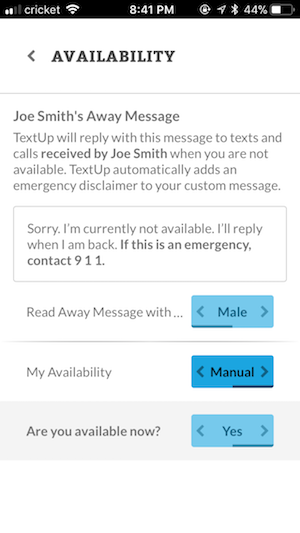 cricket 8:41 PM 44%
AVAILABILITY
Joe Smith's Away Message
TextUp will reply with this message to texts and
calls received by Joe Smith when you are not
available. TextUp automatically adds an
emergency disclaimer to your custom message.
Sorry. I'm currently not available. I'll reply
when I am back. If this is an emergency,
contact 9 1 1.
Read Away Message with ... Male
My Availability Manual
Are you available now? Yes